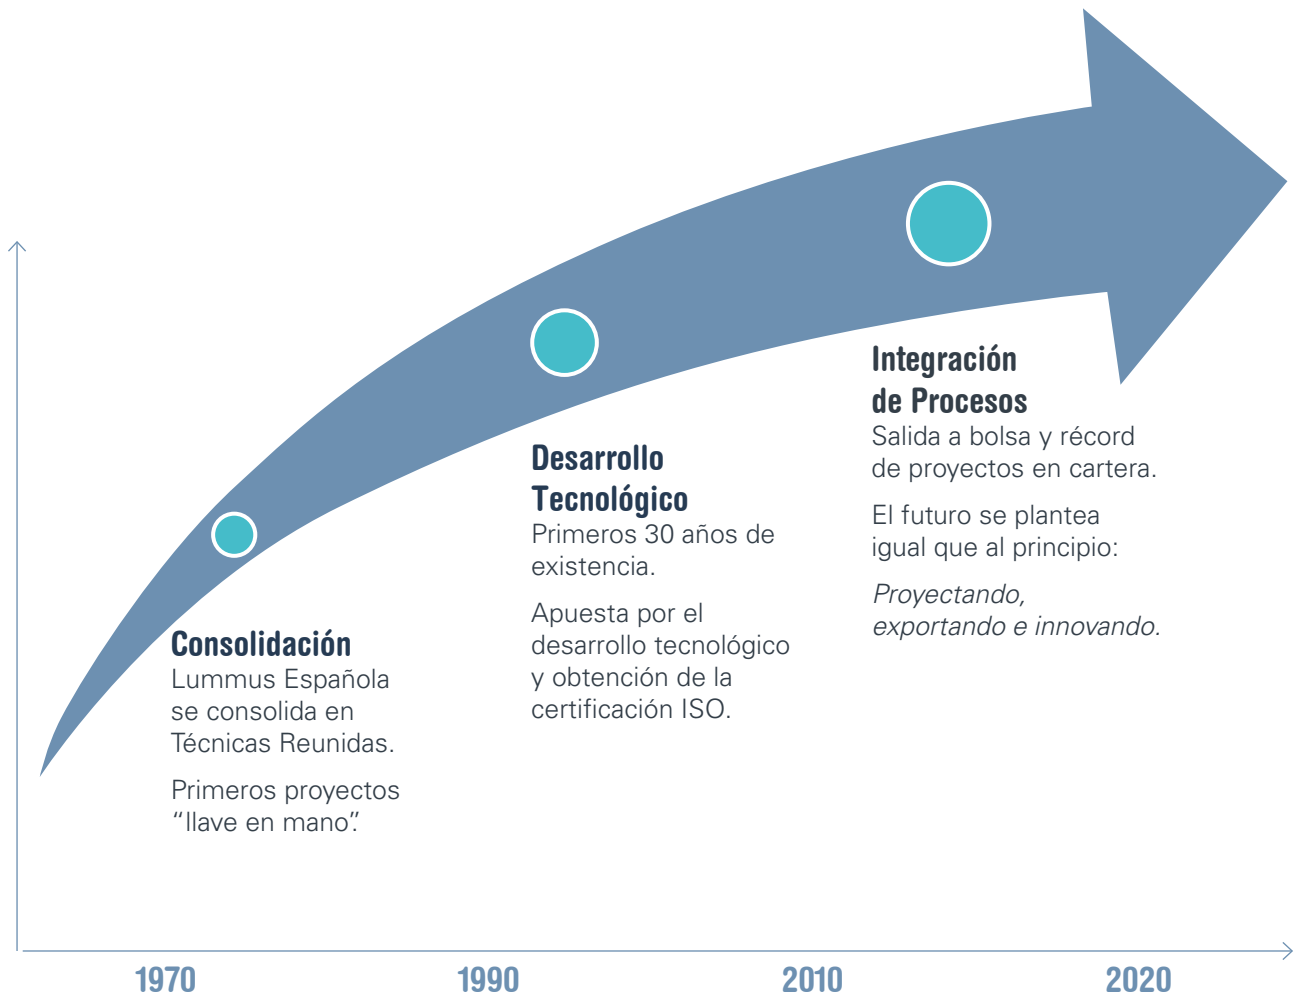 Integración
de Procesos
Salida a bolsa y récord
de proyectos en cartera.
El futuro se plantea
igual que al principio:
Proyectando,
exportando e innovando.
Desarrollo
Tecnológico
Primeros 30 años de
existencia.
Apuesta por el
desarrollo tecnológico
y obtención de la
certificación ISO.
Consolidación
Lummus Española
se consolida en
Técnicas Reunidas.
Primeros proyectos
“llave en mano”.
1970
1990
2010
2020